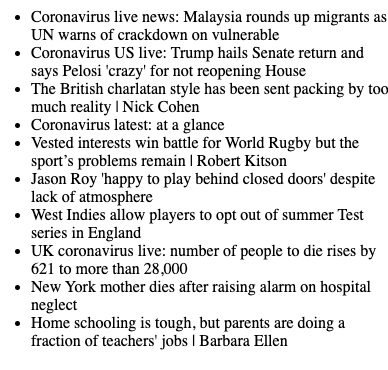 • Coronavirus live news: Malaysia rounds up migrants as
UN warns of crackdown on vulnerable
• Coronavirus US live: Trump hails Senate return and
says Pelosi 'crazy' for not reopening House
• The British charlatan style has been sent packing by too
much reality | Nick Cohen
• Coronavirus latest: at a glance
• Vested interests win battle for World Rugby but the
sport’s problems remain | Robert Kitson
• Jason Roy 'happy to play behind closed doors' despite
lack of atmosphere
• West Indies allow players to opt out of summer Test
series in England
• UK coronavirus live: number of people to die rises by
621 to more than 28,000
• New York mother dies after raising alarm on hospital
neglect
• Home schooling is tough, but parents are doing a
fraction of teachers' jobs | Barbara Ellen